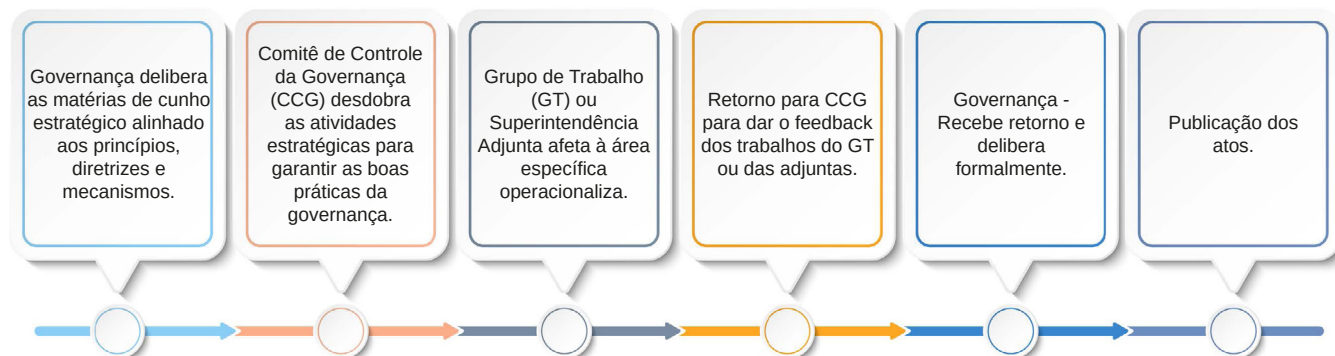 Governança delibera
as matérias de cunho
estratégico alinhado
aos princípios,
diretrizes e
mecanismos.
Comitê de Controle
da Governança
(CCG) desdobra
as atividades
estratégicas para
garantir as boas
práticas da
governança.
Grupo de Trabalho
(GT) ou
Superintendência
Adjunta afeta à área
específica
operacionaliza.
Retorno para CCG
para dar o feedback
dos trabalhos do GT
ou das adjuntas.
Governança -
Recebe retorno e
delibera
formalmente.
Publicação dos
atos.